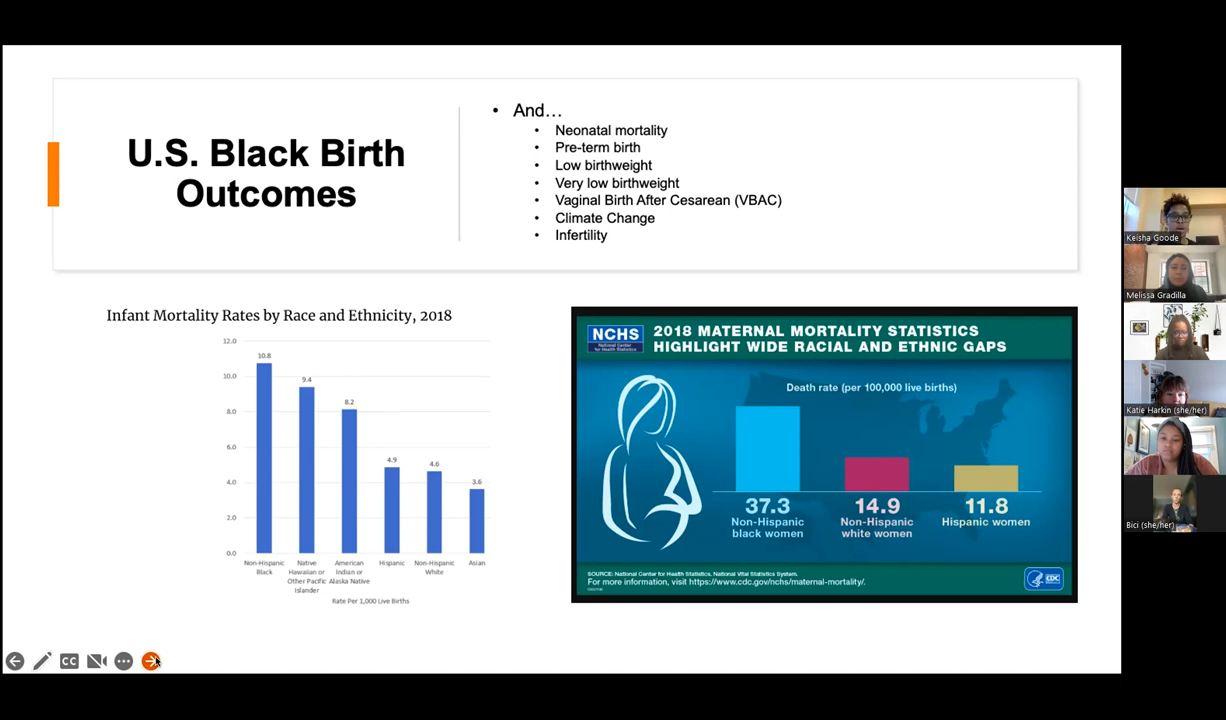 U.S. Black Birth
Outcomes
• And…
• Neonatal mortality
• Pre-term birth
• Low birthweight
• Very low birthweight
• Vaginal Birth After Cesarean (VBAC)
• Climate Change
• Infertility
Infant Mortality Rates by Race and Ethnicity, 2018
12.0
10.0
8.0
6.0
4.0
2.0
0.0
10.8
9.4
8.2
4.9
4.6
3.6
Non-Hispanic
Black
Native
Hawaiian or
Other Pacific
Islander
American
Indian or
Alaska Native
Hispanic
Non-Hispanic
White
Asian
Rate Per 1,000 Live Births
NCHS
National Center
for Health Statistics
2018 MATERNAL MORTALITY STATISTICS
HIGHLIGHT WIDE RACIAL AND ETHNIC GAPS
Death rate (per 100,000 live births)
37.3
Non-Hispanic
black women
14.9
Non-Hispanic
white women
11.8
Hispanic women
SOURCE: National Center for Health Statistics, National Vital Statistics System.
For more information, visit https://www.cdc.gov/nchs/maternal-mortality/.
CDC
CC
Keisha Goode
Melissa Gradilla
Katie Harkin (she/her)
Bici (she/her)